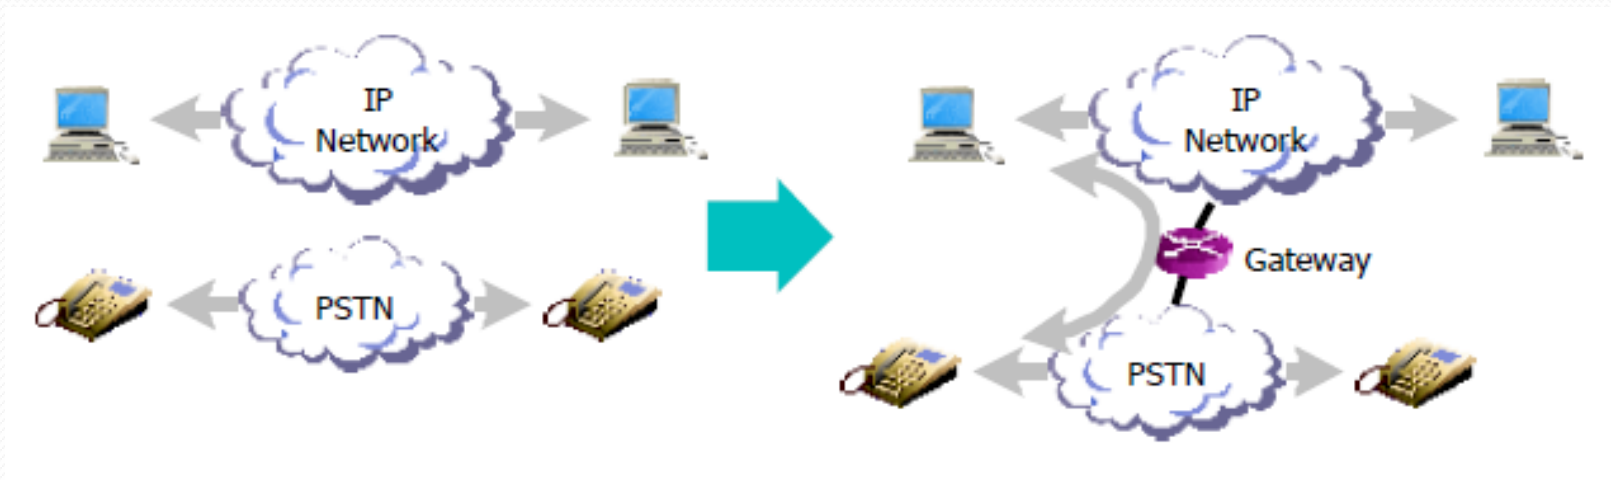 IP
Network
PSTN
IP
Network
Gateway
PSTN